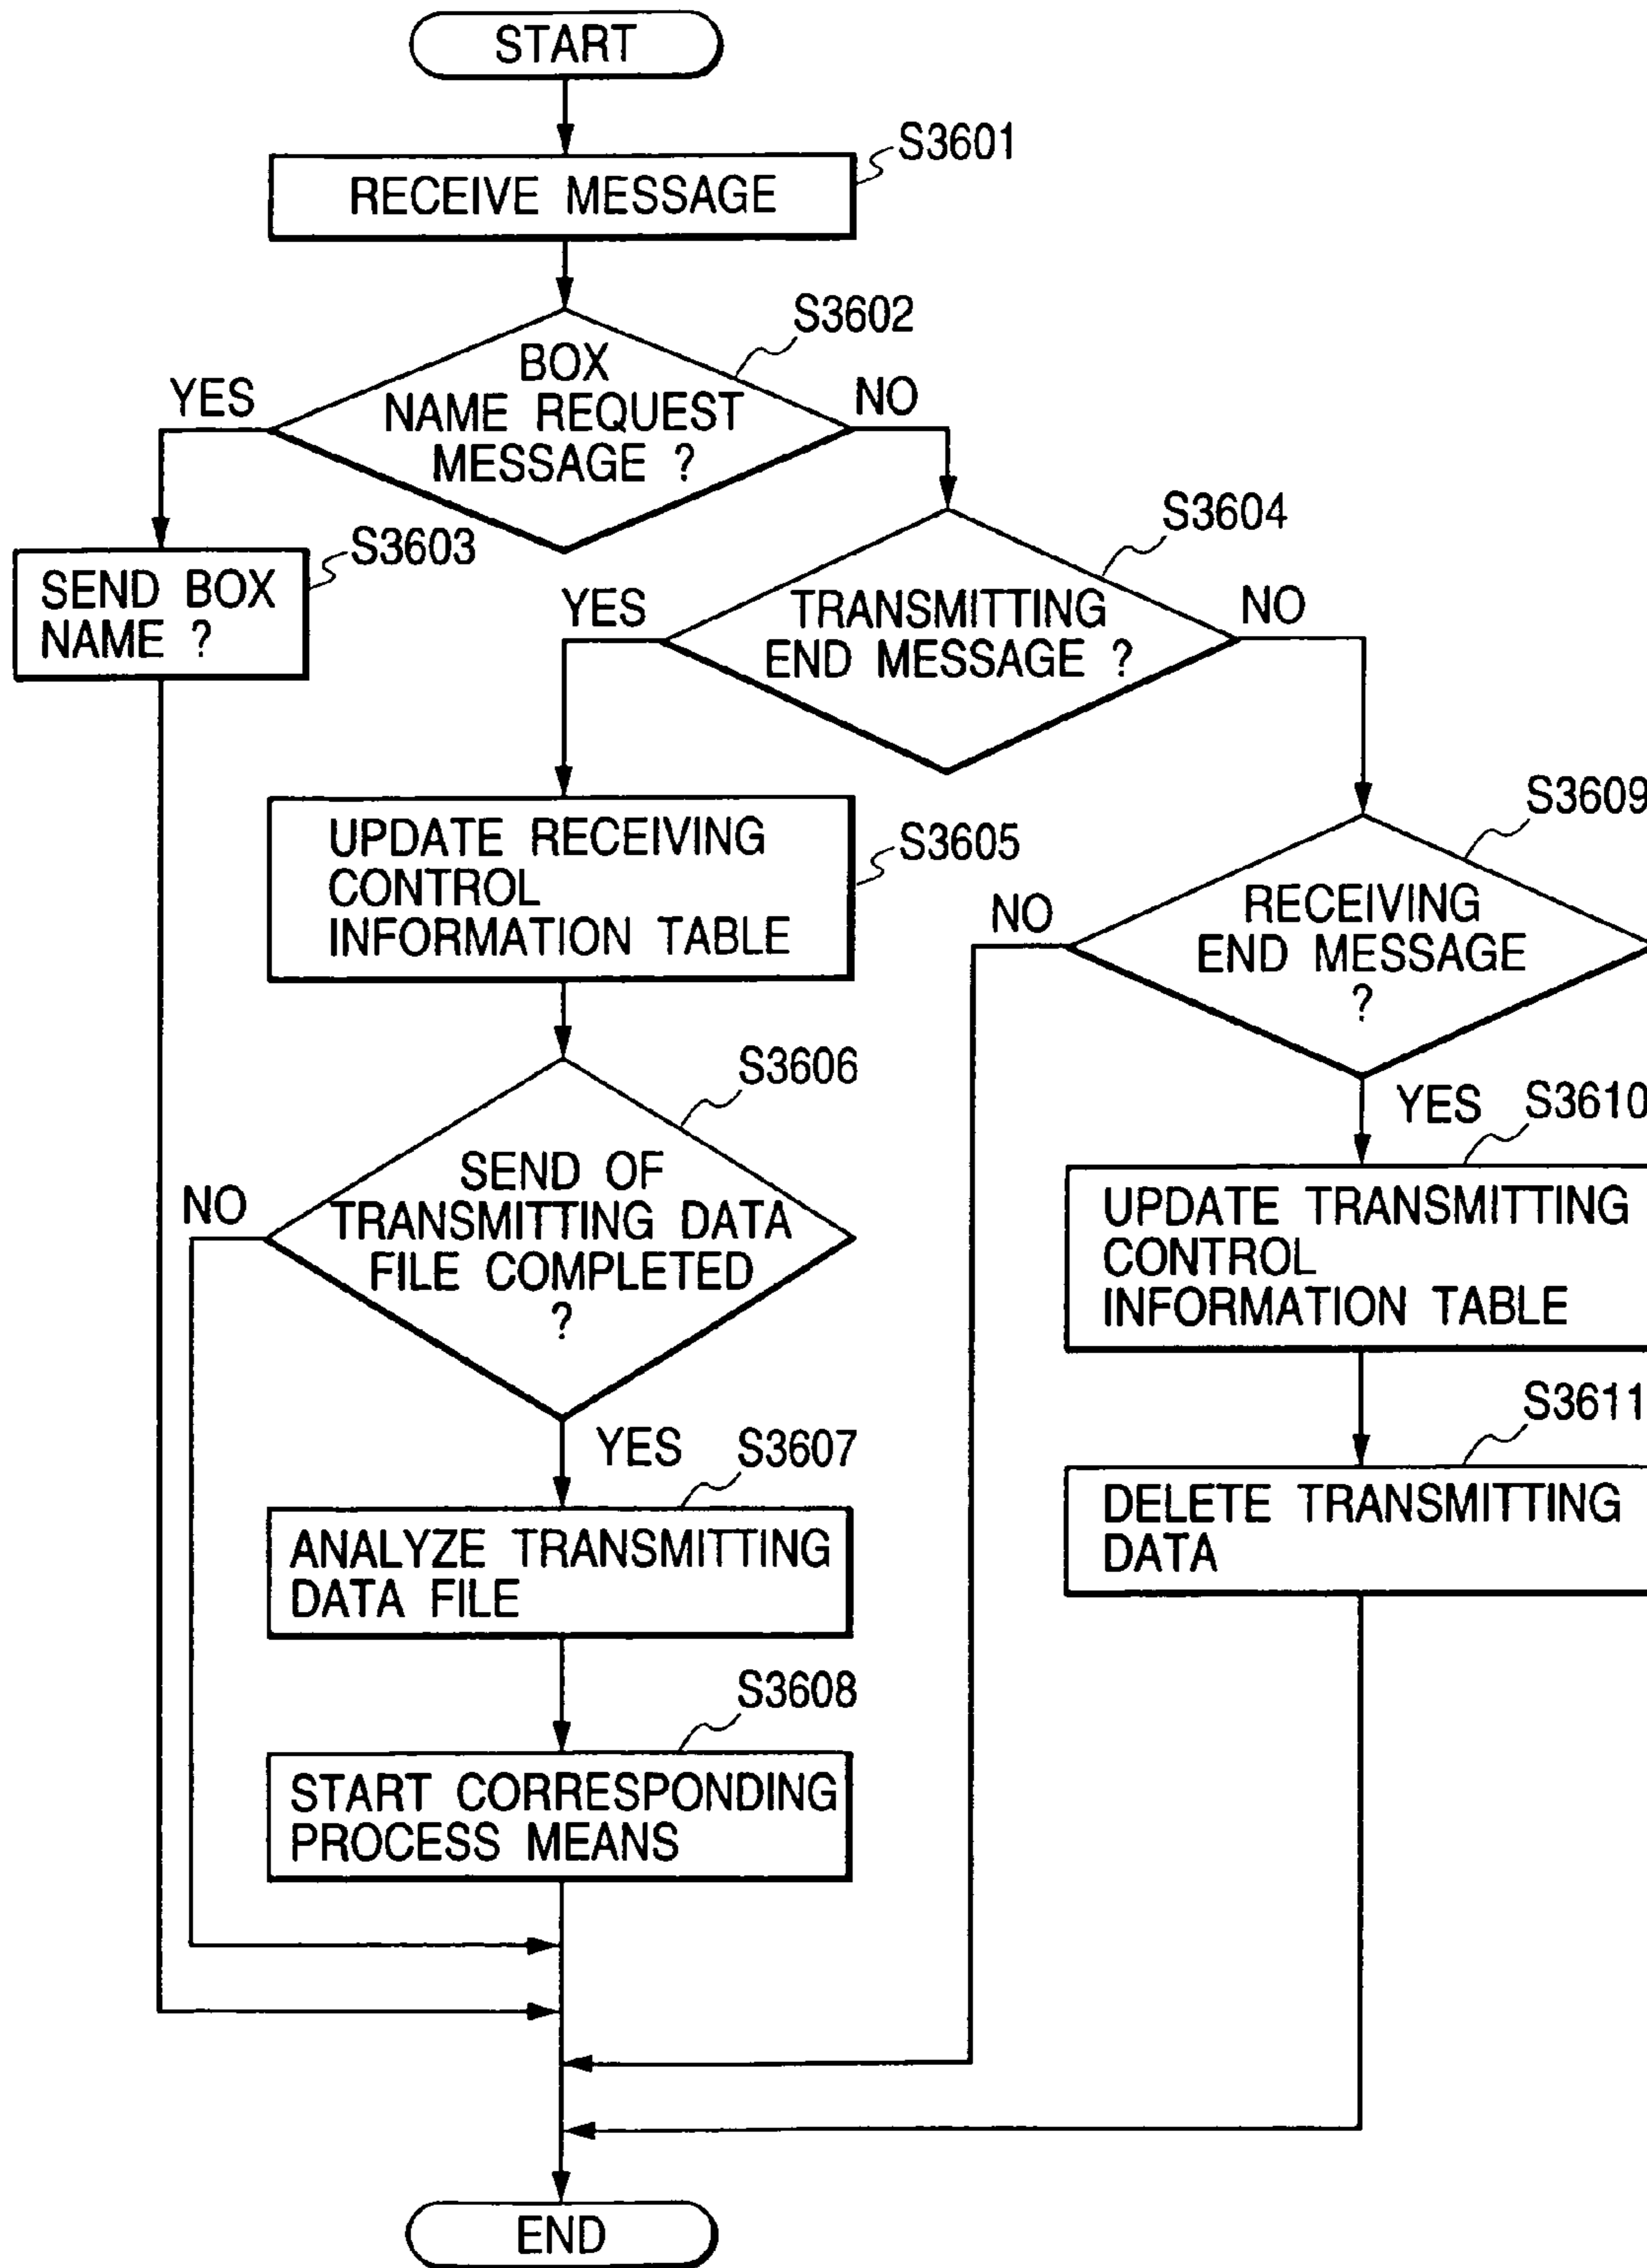 START
S3601
RECEIVE MESSAGE
S3602
BOX
NAME REQUEST
MESSAGE ?
YES
NO
S3603
SEND BOX
NAME ?
S3604
TRANSMITTING
END MESSAGE ?
YES
NO
S3605
UPDATE RECEIVING
CONTROL
INFORMATION TABLE
S3606
SEND OF
TRANSMITTING DATA
FILE COMPLETED
?
NO
YES
S3607
ANALYZE TRANSMITTING
DATA FILE
S3608
START CORRESPONDING
PROCESS MEANS
S3609
RECEIVING
END MESSAGE
?
NO
YES
S3610
UPDATE TRANSMITTING
CONTROL
INFORMATION TABLE
S3611
DELETE TRANSMITTING
DATA
END